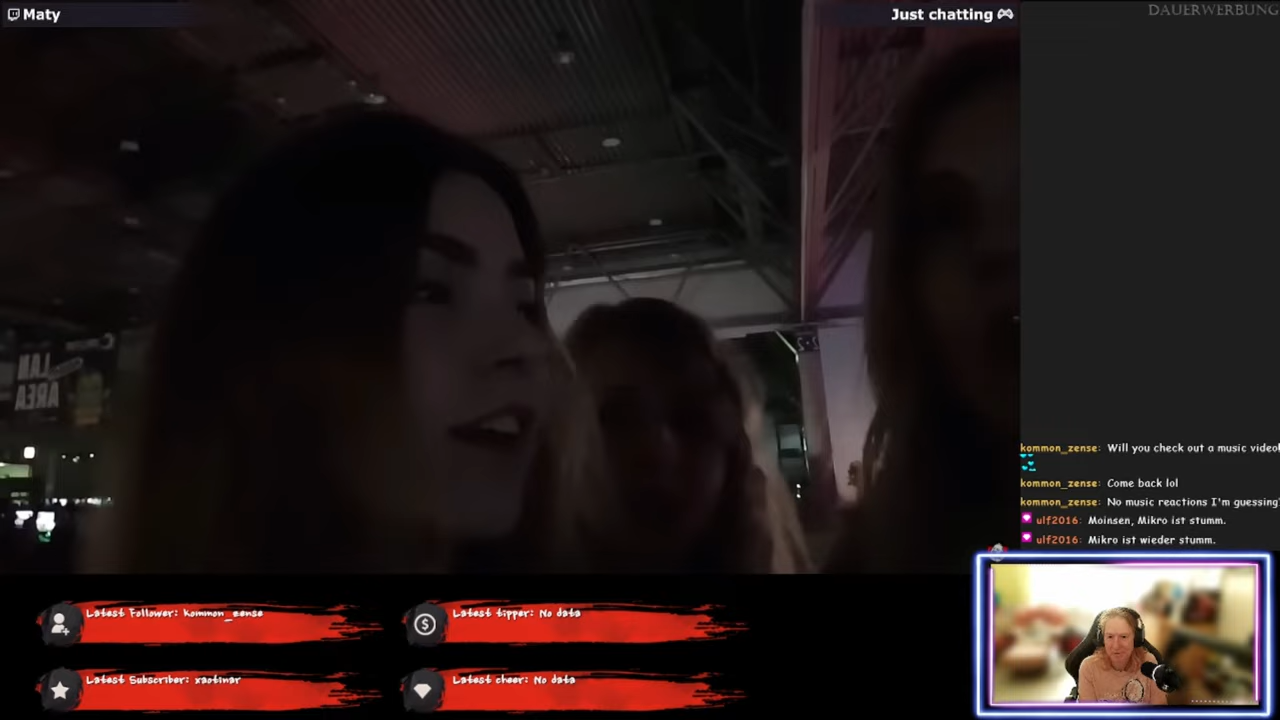 Maty
Just chatting
DAUERWERBUNG
LAN
AREA
kommon_zense: Will you check out a music video!
kommon_zense: Come back lol
kommon_zense: No music reactions I'm guessing?
ulf2016: Moinsen, Mikro ist stumm.
ulf2016: Mikro ist wieder stumm.
Latest Follower: Kommon_zense
Latest tipper: No data
Latest Subscriber: xaotinar
Latest cheer: No data